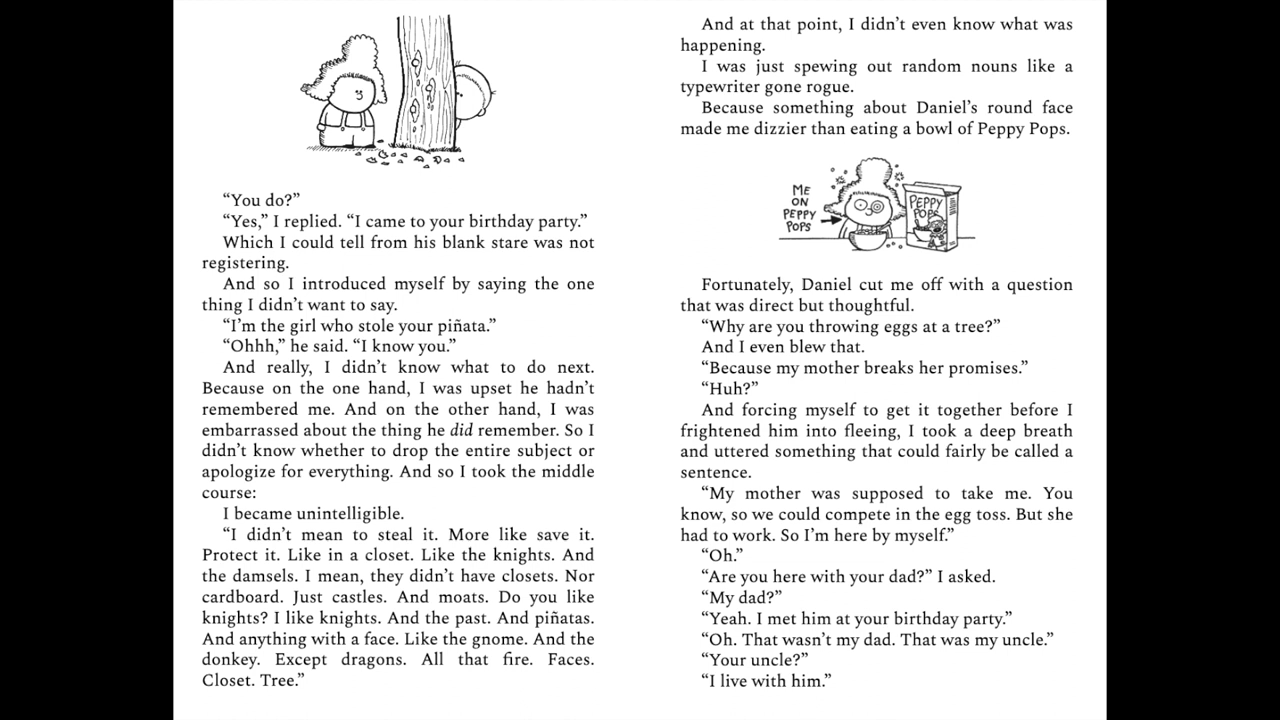 “You do?”
“Yes,” I replied. “I came to your birthday party.”
Which I could tell from his blank stare was not
registering.
And so I introduced myself by saying the one
thing I didn’t want to say.
“I’m the girl who stole your piñata.”
“Ohhh,” he said. “I know you.”
And really, I didn’t know what to do next.
Because on the one hand, I was upset he hadn’t
remembered me. And on the other hand, I was
embarrassed about the thing he did remember. So I
didn’t know whether to drop the entire subject or
apologize for everything. And so I took the middle
course:
I became unintelligible.
“I didn’t mean to steal it. More like save it.
Protect it. Like in a closet. Like the knights. And
the damsels. I mean, they didn’t have closets. Nor
cardboard. Just castles. And moats. Do you like
knights? I like knights. And the past. And piñatas.
And anything with a face. Like the gnome. And the
donkey. Except dragons. All that fire. Faces.
Closet. Tree.”
And at that point, I didn’t even know what was
happening.
I was just spewing out random nouns like a
typewriter gone rogue.
Because something about Daniel’s round face
made me dizzier than eating a bowl of Peppy Pops.
ME
ON
PEPPY
POPS
PEPPY
POPS
Fortunately, Daniel cut me off with a question
that was direct but thoughtful.
“Why are you throwing eggs at a tree?”
And I even blew that.
“Because my mother breaks her promises.”
“Huh?”
And forcing myself to get it together before I
frightened him into fleeing, I took a deep breath
and uttered something that could fairly be called a
sentence.
“My mother was supposed to take me. You
know, so we could compete in the egg toss. But she
had to work. So I’m here by myself.”
“Oh.”
“Are you here with your dad?” I asked.
“My dad?”
“Yeah. I met him at your birthday party.”
“Oh. That wasn’t my dad. That was my uncle.”
“Your uncle?”
“I live with him.”